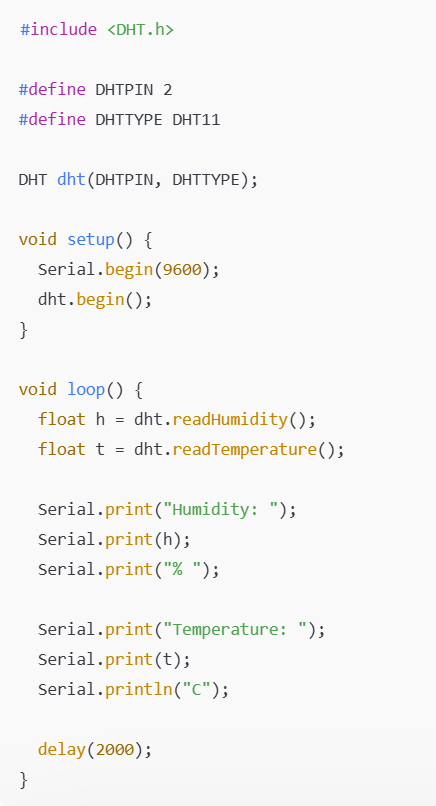 #include <DHT.h>

#define DHTPIN 2
#define DHTTYPE DHT11

DHT dht(DHTPIN, DHTTYPE);

void setup() {
  Serial.begin(9600);
  dht.begin();
}

void loop() {
  float h = dht.readHumidity();
  float t = dht.readTemperature();

  Serial.print("Humidity: ");
  Serial.print(h);
  Serial.print("% ");

  Serial.print("Temperature: ");
  Serial.print(t);
  Serial.println("C");

  delay(2000);
}